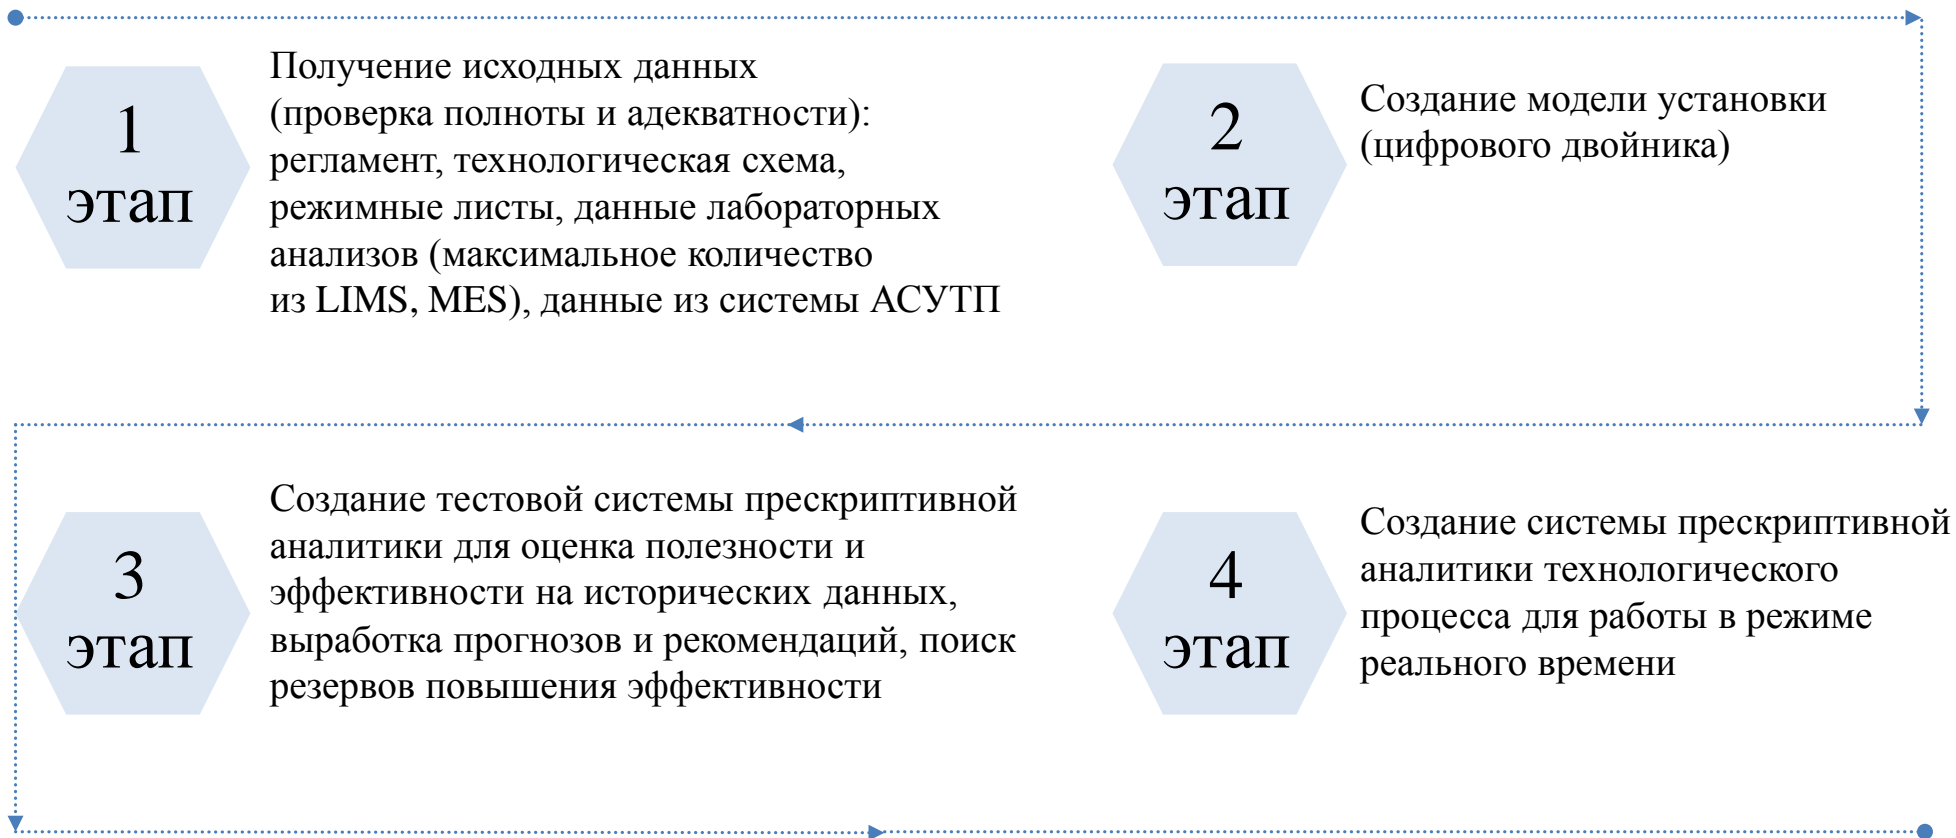 1
этап
Получение исходных данных
(проверка полноты и адекватности):
регламент, технологическая схема,
режимные листы, данные лабораторных
анализов (максимальное количество
из LIMS, MES), данные из системы АСУТП
2
этап
Создание модели установки
(цифрового двойника)
3
этап
Создание тестовой системы прескриптивной
аналитики для оценка полезности и
эффективности на исторических данных,
выработка прогнозов и рекомендаций, поиск
резервов повышения эффективности
4
этап
Создание системы прескриптивной
аналитики технологического
процесса для работы в режиме
реального времени